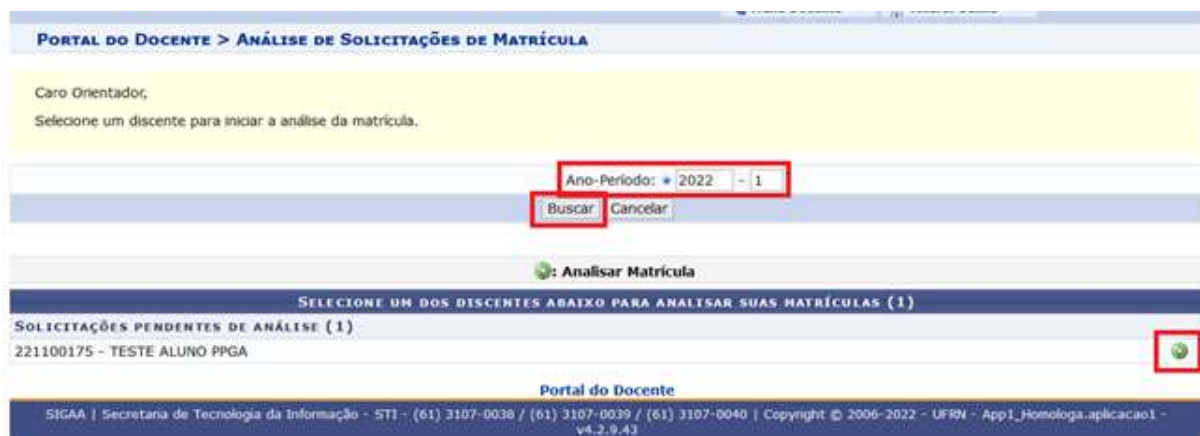 PORTAL DO DOCENTE > ANÁLISE DE SOLICITAÇÕES DE MATRÍCULA
Caro Orientador,
Selecione um discente para iniciar a análise da matrícula.
Ano-Período: 2022 - 1
Buscar Cancelar
: Analisar Matrícula
SELECIONE UM DOS DISCENTES ABAIXO PARA ANALISAR SUAS MATRÍCULAS (1)
SOLICITAÇÕES PENDENTES DE ANÁLISE (1)
221100175 - TESTE ALUNO PPGA
Portal do Docente
SIGAA | Secretaria de Tecnologia da Informação - STI - (61) 3107-0038 / (61) 3107-0039 / (61) 3107-0040 | Copyright © 2006-2022 - UFRN - App1_Homologa.aplicacao1 -
v4.2.9.43